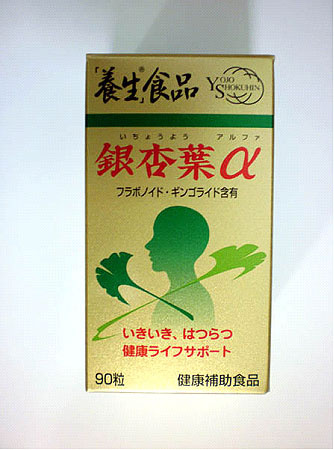 「養生」®食品
YOJO
SHOKUHIN
いちょうよう アルファ
銀杏葉α
フラボノイド・ギンゴライド含有
いきいき、はつらつ
健康ライフサポート
90粒 健康補助食品